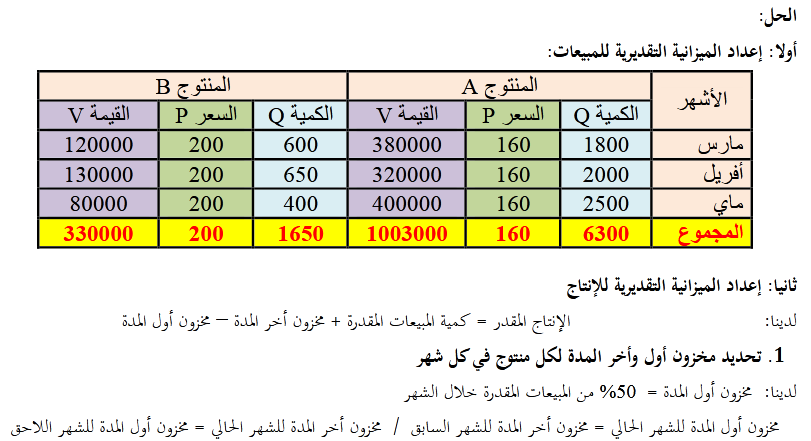 الحل:
أولا: إعداد الميزانية التقديرية للمبيعات:
الأشهر المنتوج A المنتوج B
الكمية Q السعر P القيمة V الكمية Q السعر P القيمة V
مارس 1800 160 380000 600 200 120000
أفريل 2000 160 320000 650 200 130000
ماي 2500 160 400000 400 200 80000
المجموع 6300 160 1003000 1650 200 330000
ثانيا: إعداد الميزانية التقديرية للإنتاج
لدينا: الإنتاج المقدر = كمية المبيعات المقدرة + مخزون أخر المدة – مخزون أول المدة
1. تحديد مخزون أول وأخر المدة لكل منتوج في كل شهر
لدينا: مخزون أول المدة = 50% من المبيعات المقدرة خلال الشهر
مخزون أول المدة للشهر الحالي = مخزون أخر المدة للشهر السابق / مخزون أخر المدة للشهر الحالي = مخزون أول المدة للشهر اللاحق